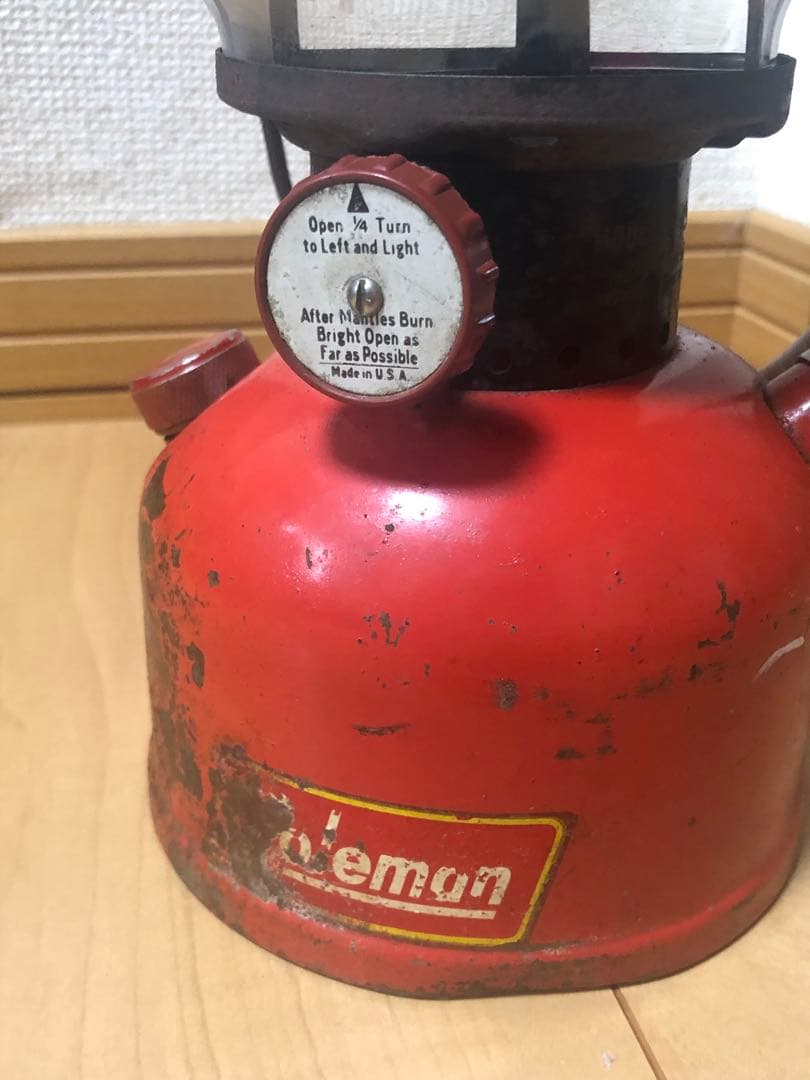 Open ¼ Turn
to Left and Light
After Mantles Burn
Bright Open as
Far as Possible
Made in U.S.A.
oleman